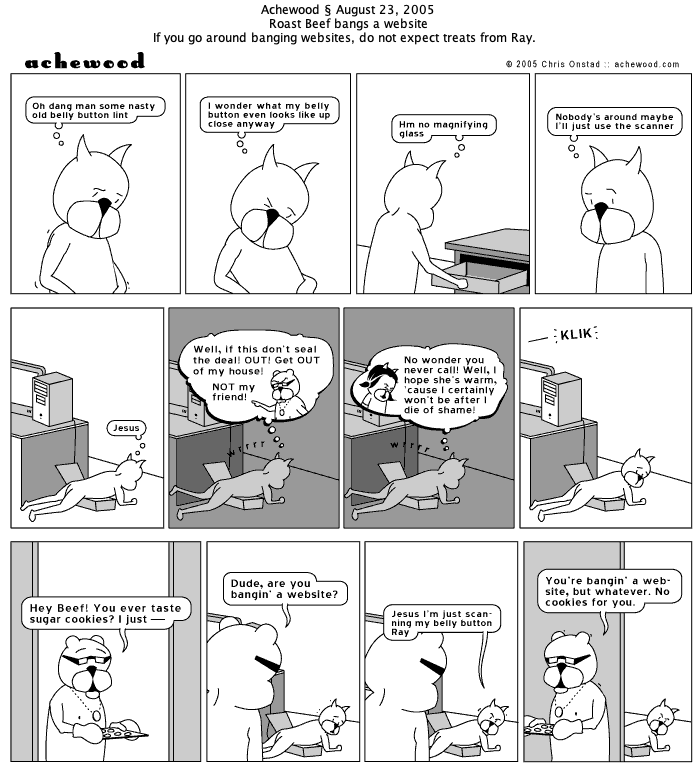 Achewood § August 23, 2005
Roast Beef bangs a website
If you go around banging websites, do not expect treats from Ray.
achewood
© 2005 Chris Onstad :: achewood.com
Oh dang man some nasty
old belly button lint
I wonder what my belly
button even looks like up
close anyway
Hm no magnifying
glass
Nobody's around maybe
I'll just use the scanner
Jesus
Well, if this don't seal
the deal! OUT! Get OUT
of my house!
NOT my
friend!
wrrrr
No wonder you
never call! Well, I
hope she's warm,
'cause I certainly
won't be after I
die of shame!
wrrrr
KLIK
Hey Beef! You ever taste
sugar cookies? I just —
Dude, are you
bangin' a website?
Jesus I'm just scan-
ning my belly button
Ray
You're bangin' a web-
site, but whatever. No
cookies for you.